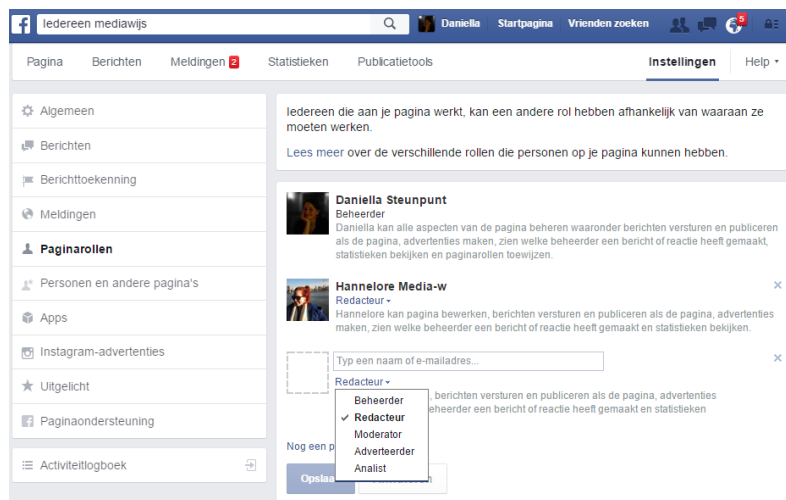 f Iedereen mediawijs Daniella Startpagina Vrienden zoeken 5
Pagina Berichten Meldingen 2 Statistieken Publicatietools Instellingen Help
Algemeen
Berichten
Berichttoekenning
Meldingen
Paginarollen
Personen en andere pagina's
Apps
Instagram-advertenties
Uitgelicht
Paginaondersteuning
Activiteitlogboek
Iedereen die aan je pagina werkt, kan een andere rol hebben afhankelijk van waaraan ze
moeten werken.
Lees meer over de verschillende rollen die personen op je pagina kunnen hebben.
Daniella Steunpunt
Beheerder
Daniella kan alle aspecten van de pagina beheren waaronder berichten versturen en publiceren
als de pagina, advertenties maken, zien welke beheerder een bericht of reactie heeft gemaakt,
statistieken bekijken en paginarollen toewijzen.
Hannelore Media-w
Redacteur
Hannelore kan pagina bewerken, berichten versturen en publiceren als de pagina, advertenties
maken, zien welke beheerder een bericht of reactie heeft gemaakt en statistieken bekijken.
Typ een naam of e-mailadres...
Redacteur
, berichten versturen en publiceren als de pagina, advertenties
eheerder een bericht of reactie heeft gemaakt en statistieken
Beheerder
Redacteur
Moderator
Adverteerder
Analist
Nog een p
Opslaa